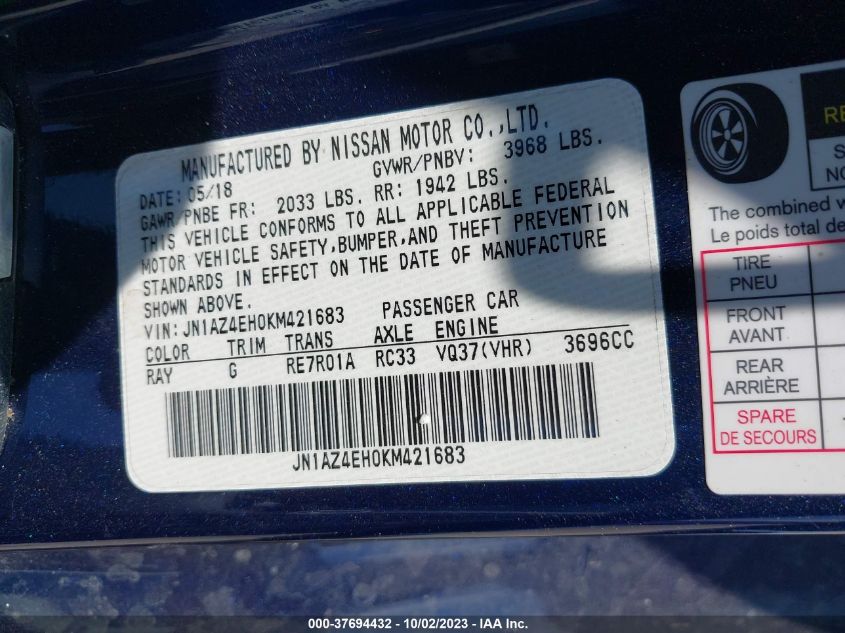 MANUFACTURED BY NISSAN MOTOR CO.,LTD.
DATE: 05/18 GVWR/PNBV: 3968 LBS.
GAWR/PNBE FR: 2033 LBS. RR: 1942 LBS.
THIS VEHICLE CONFORMS TO ALL APPLICABLE FEDERAL
MOTOR VEHICLE SAFETY,BUMPER,AND THEFT PREVENTION
STANDARDS IN EFFECT ON THE DATE OF MANUFACTURE
SHOWN ABOVE.
VIN: JN1AZ4EH0KM421683 PASSENGER CAR
COLOR TRIM TRANS AXLE ENGINE
RAY G RE7R01A RC33 VQ37(VHR) 3696CC
JN1AZ4EH0KM421683
The combined
Le poids total
TIRE
PNEU
FRONT
AVANT
REAR
ARRIÈRE
SPARE
DE SECOURS
000-37694432 - 10/02/2023 - IAA Inc.